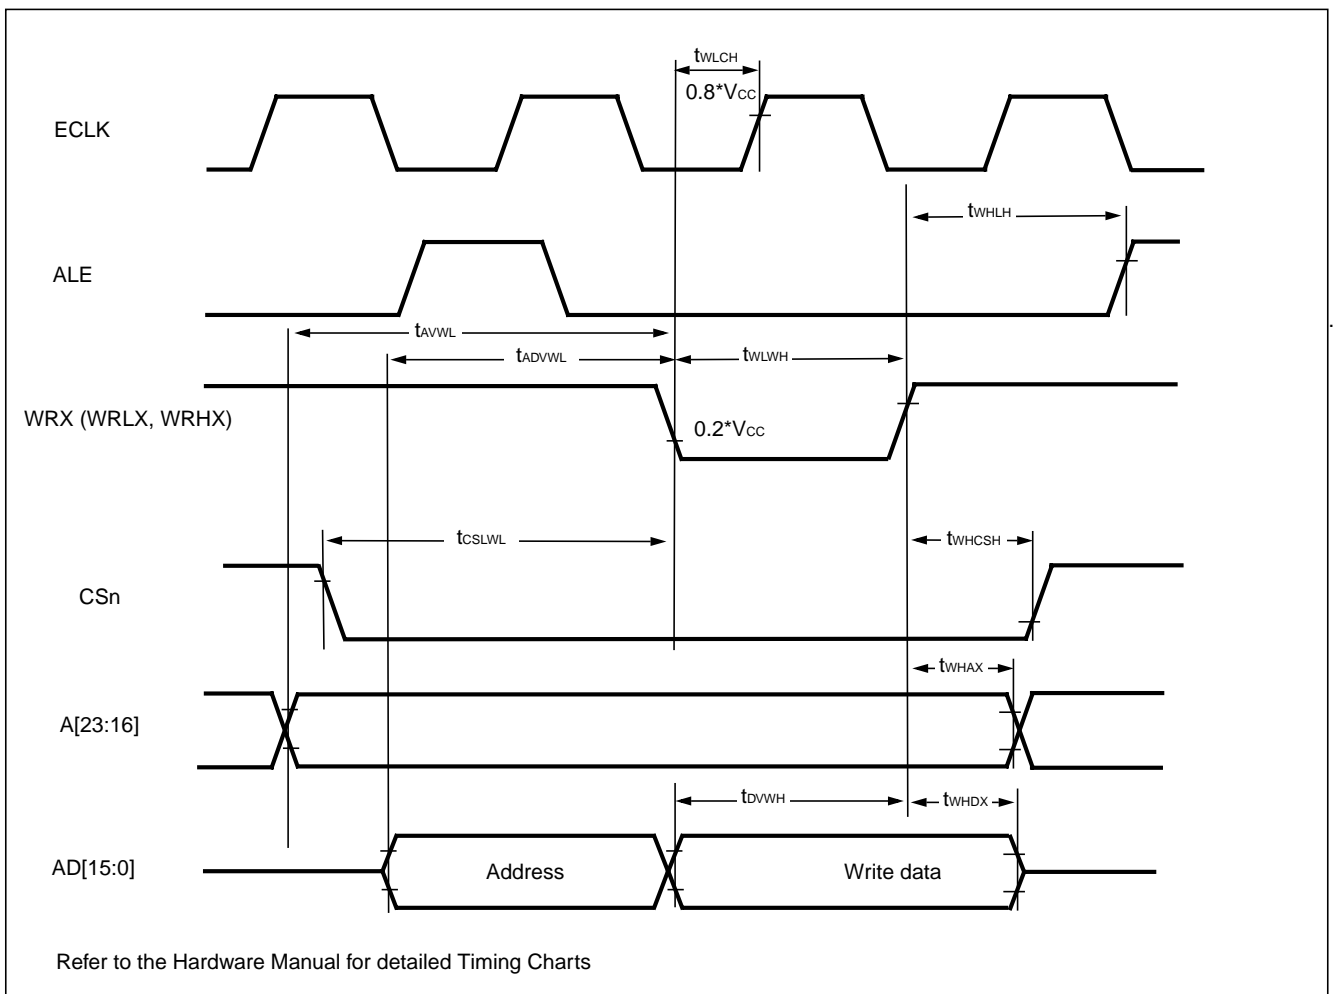 tWLCH
0.8*VCC
ECLK
tWHLH
ALE
tAVWL
tADVWL
tWLWH
WRX (WRLX, WRHX)
0.2*VCC
tCSLWL
tWHCSH
CSn
tWHAX
A[23:16]
tDVWH
tWHDX
AD[15:0]
Address
Write data
Refer to the Hardware Manual for detailed Timing Charts